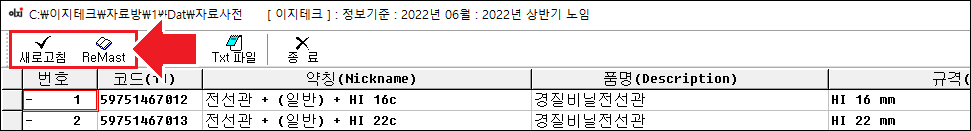 C:₩이지테크₩자료방₩1₩Dat₩자료사전 [ 이지테크 ] : 정보기준 : 2022년 06월 : 2022년 상반기 노임
새로고침 ReMast Txt 파일 종 료
번호 약칭(Nickname) 품명(Description)
- 1 59751467012 전선관 + (일반) + HI 16c 경질비닐전선관 HI 16 mm
- 2 59751467013 전선관 + (일반) + HI 22c 경질비닐전선관 HI 22 mm